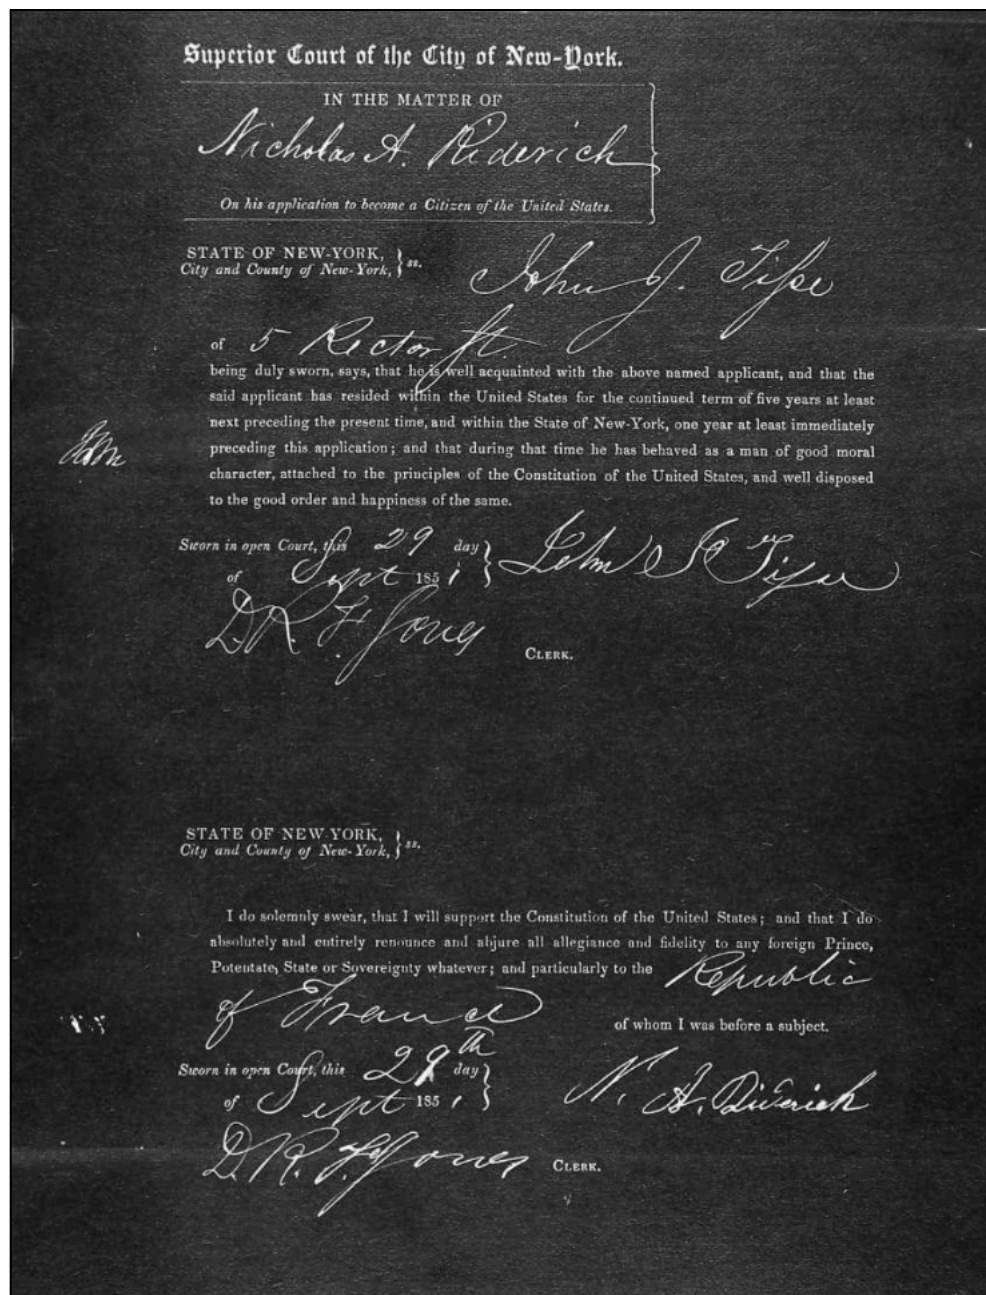 Superior Court of the City of New-York.
IN THE MATTER OF
Nicholas A. Riderich
On his application to become a Citizen of the United States.
STATE OF NEW-YORK,
City and County of New-York, } ss.
John J.
of 5 Rector St.
being duly sworn, says, that he is well acquainted with the above named applicant, and that the
said applicant has resided within the United States for the continued term of five years at least
next preceding the present time, and within the State of New-York, one year at least immediately
preceding this application; and that during that time he has behaved as a man of good moral
character, attached to the principles of the Constitution of the United States, and well disposed
to the good order and happiness of the same.
Sworn in open Court, this 29 day
of Sept 1851 } John
D. R. F. Jones
CLERK.
STATE OF NEW-YORK,
City and County of New-York, } ss.
I do solemnly swear, that I will support the Constitution of the United States; and that I do
absolutely and entirely renounce and abjure all allegiance and fidelity to any foreign Prince,
Potentate, State or Sovereignty whatever; and particularly to the Republic
of France of whom I was before a subject.
Sworn in open Court, this 29th day
of Sept 1851 } N. A. Riderich
D. R. F. Jones CLERK.